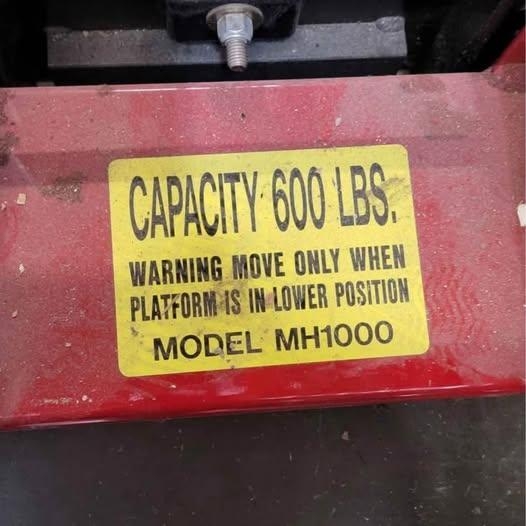 CAPACITY 600 LBS.
WARNING MOVE ONLY WHEN
PLATFORM IS IN LOWER POSITION
MODEL MH1000